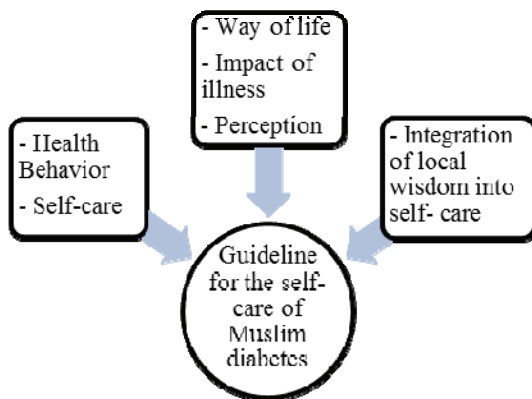 - Way of life
- Impact of
illness
- Perception
- Health
Behavior
- Self-care
- Integration
of local
wisdom into
self- care
Guideline
for the self-
care of
Muslim
diabetes